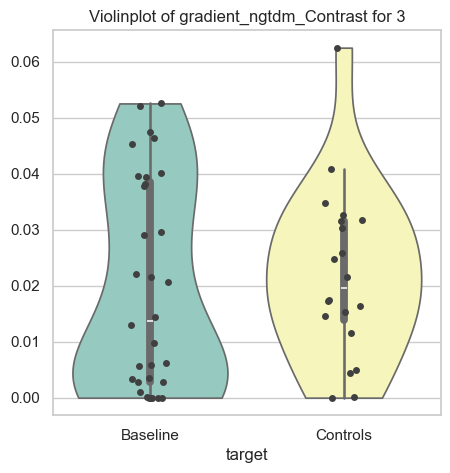 Violinplot of gradient_ngtdm_Contrast for 3
0.06
0.05
0.04
0.03
0.02
0.01
0.00
Baseline
Controls
target